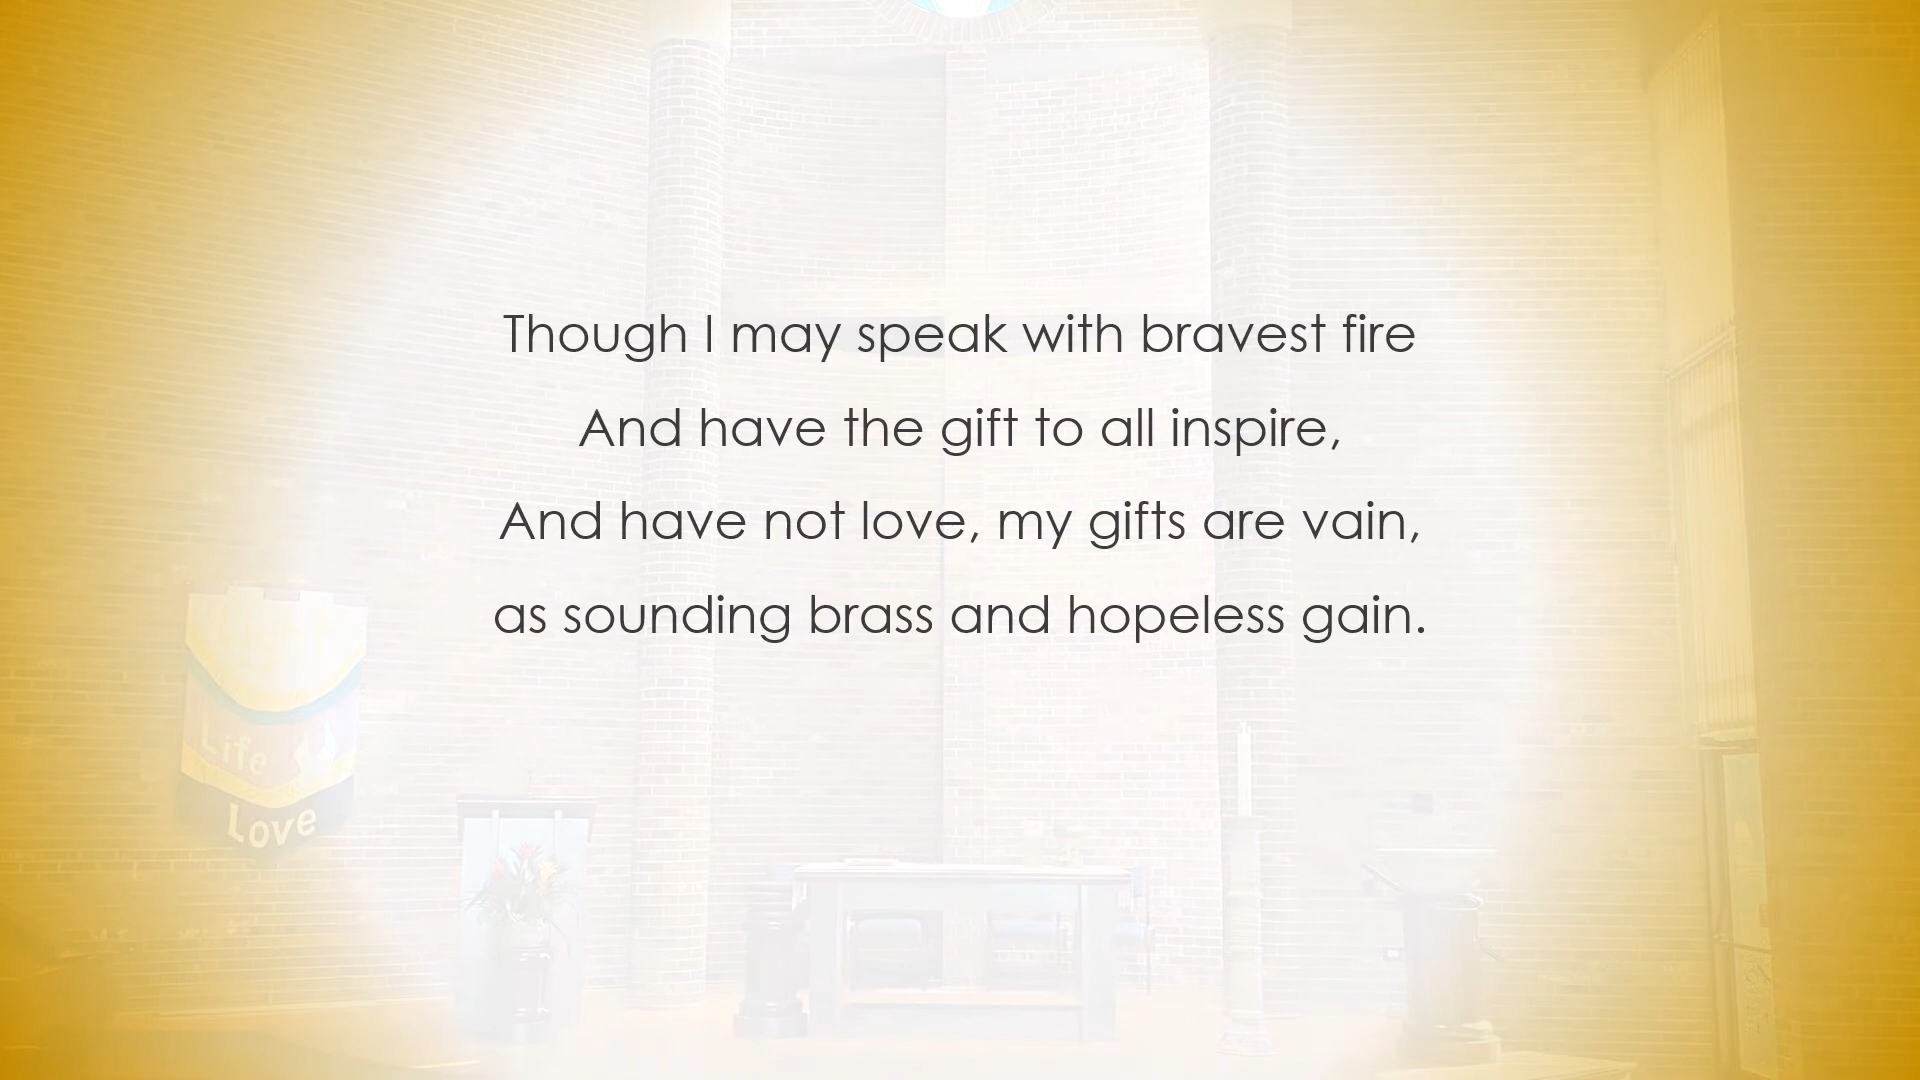 Though I may speak with bravest fire
And have the gift to all inspire,
And have not love, my gifts are vain,
as sounding brass and hopeless gain.
Life
Love